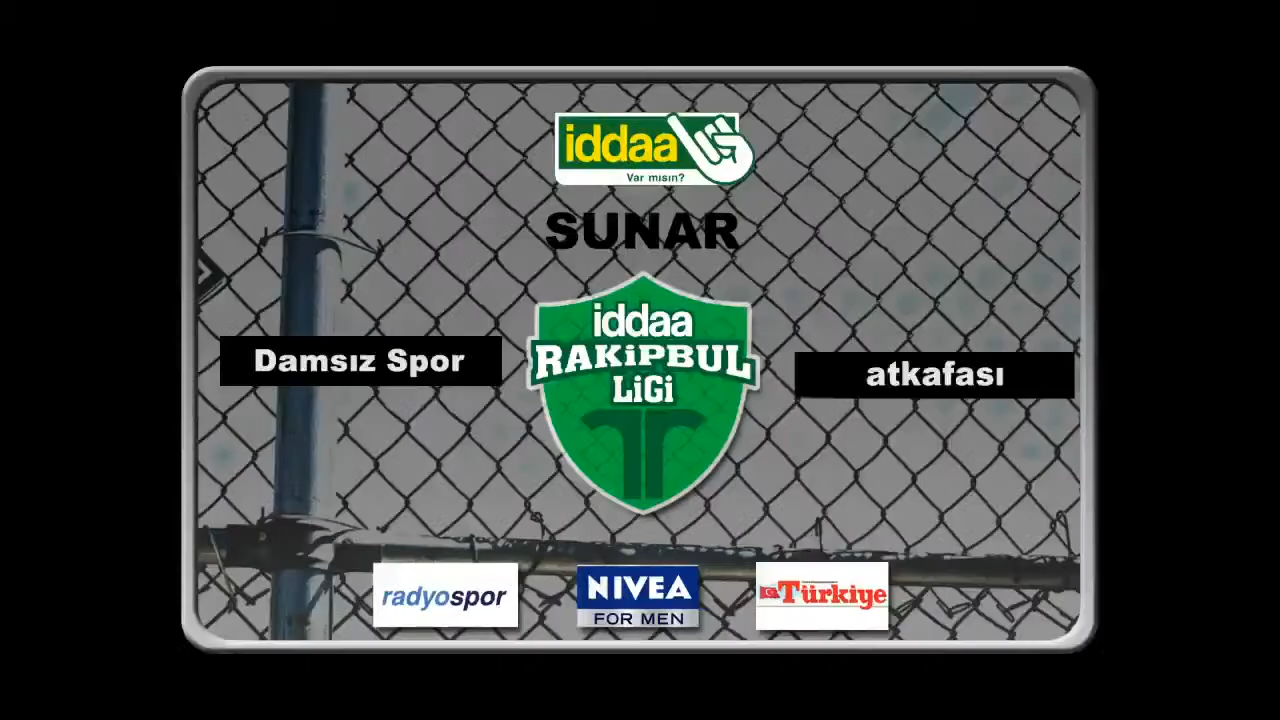 iddaa
Var mısın?
SUNAR
iddaa
RAKiPBUL
LiGi
Damsız Spor
atkafası
radyospor
NIVEA
FOR MEN
Türkiye